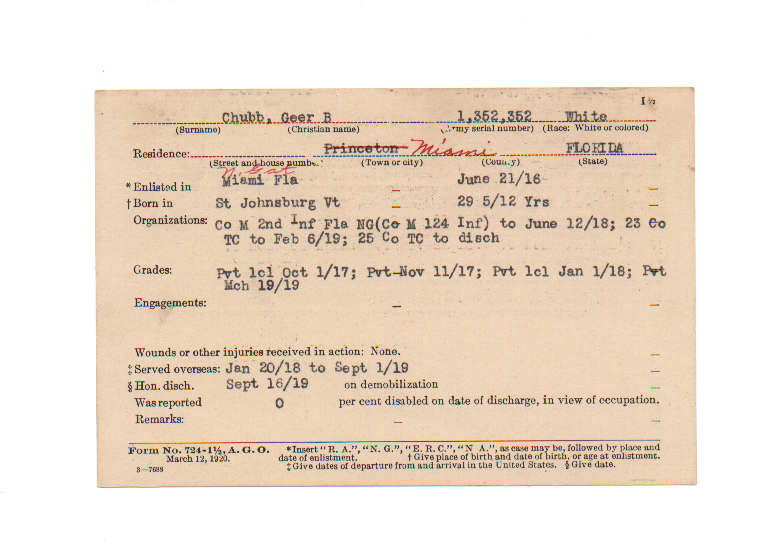 I ½
Chubb, Geer B 1,352,352 White
(Surname) (Christian name) (Army serial number) (Race: White or colored)
Residence: Princeton Miami FLORIDA
(Street and house number) (Town or city) (County) (State)
N. Gat
*Enlisted in Miami Fla – June 21/16 –
†Born in St Johnsburg Vt – 29 5/12 Yrs –
Organizations: Co M 2nd Inf Fla NG(Co M 124 Inf) to June 12/18; 23 Co
TC to Feb 6/19; 25 Co TC to disch
Grades: Pvt 1cl Oct 1/17; Pvt Nov 11/17; Pvt 1cl Jan 1/18; Pvt
Mch 19/19
Engagements: – –
Wounds or other injuries received in action: None. –
‡Served overseas: Jan 20/18 to Sept 1/19 –
§Hon. disch. Sept 16/19 on demobilization –
Was reported 0 per cent disabled on date of discharge, in view of occupation.
Remarks: – –
Form No. 724-1½, A. G. O. *Insert "R. A.", "N. G.", "E. R. C.", "N. A.", as case may be, followed by place and
March 12, 1920. date of enlistment. †Give place of birth and date of birth, or age at enlistment.
3—7688 ‡Give dates of departure from and arrival in the United States. §Give date.